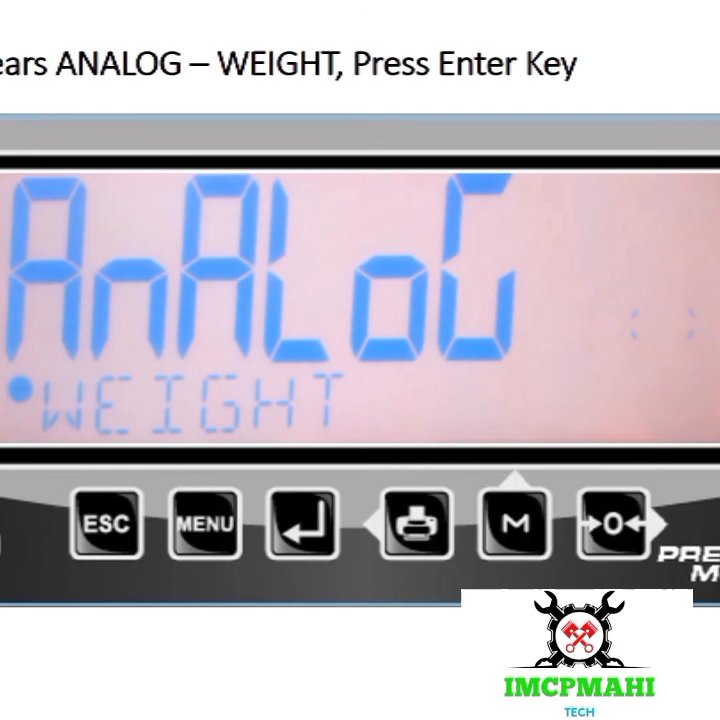 ears ANALOG – WEIGHT, Press Enter Key
AnALoG
WEIGHT
ESC MENU M →0←
PRE
M
IMCPMAHI
TECH